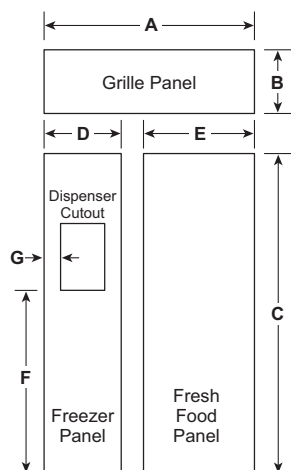 A
Grille Panel
B
D
E
Dispenser
Cutout
G
C
F
Freezer
Panel
Fresh
Food
Panel